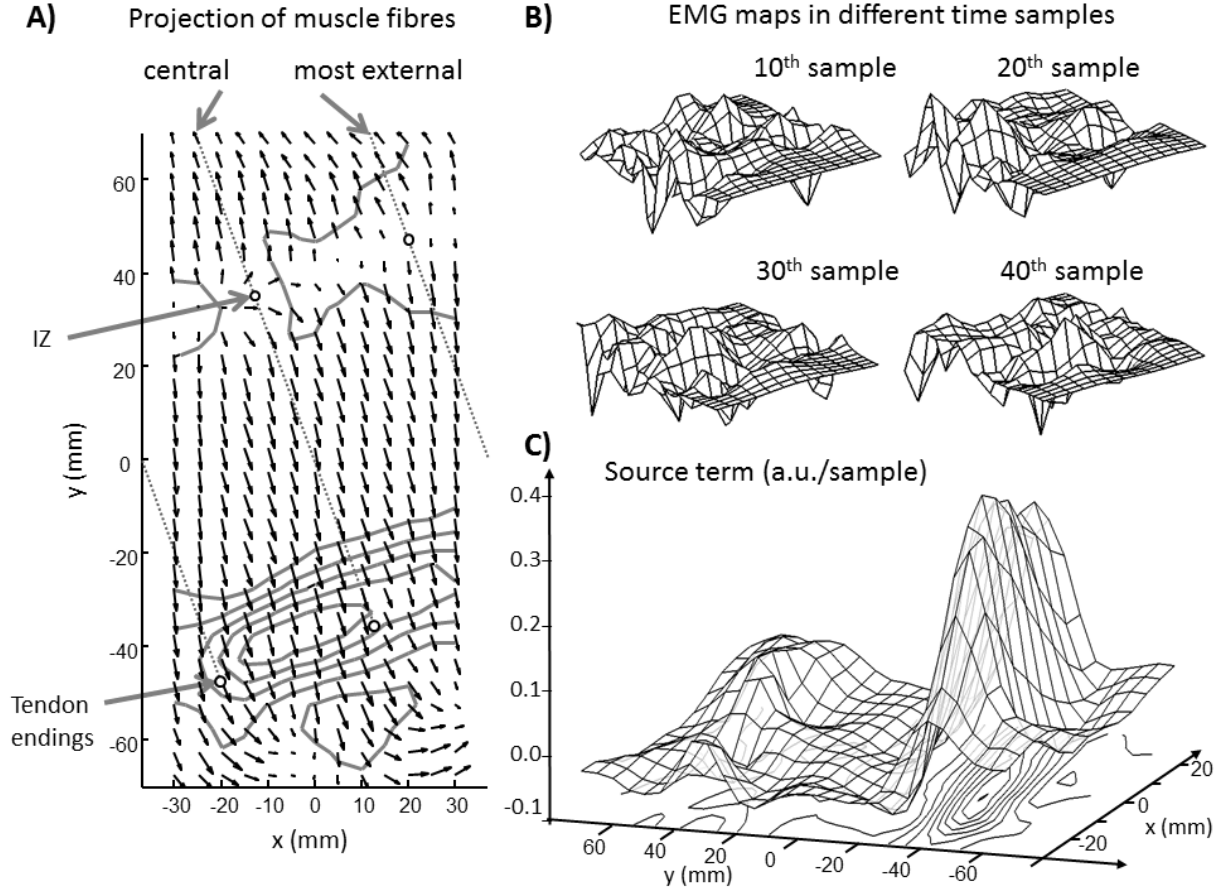 A)
Projection of muscle fibres
central
most external
60
40
IZ
20
0
y (mm)
-20
-40
Tendon
endings
-60
-30 -20 -10 0 10 20 30
x (mm)
B)
EMG maps in different time samples
10th sample
20th sample
30th sample
40th sample
C)
Source term (a.u./sample)
0.4
0.3
0.2
0.1
0.0
-0.1
60 40 20 0 -20 -40 -60
y (mm)
20
0
-20
x (mm)